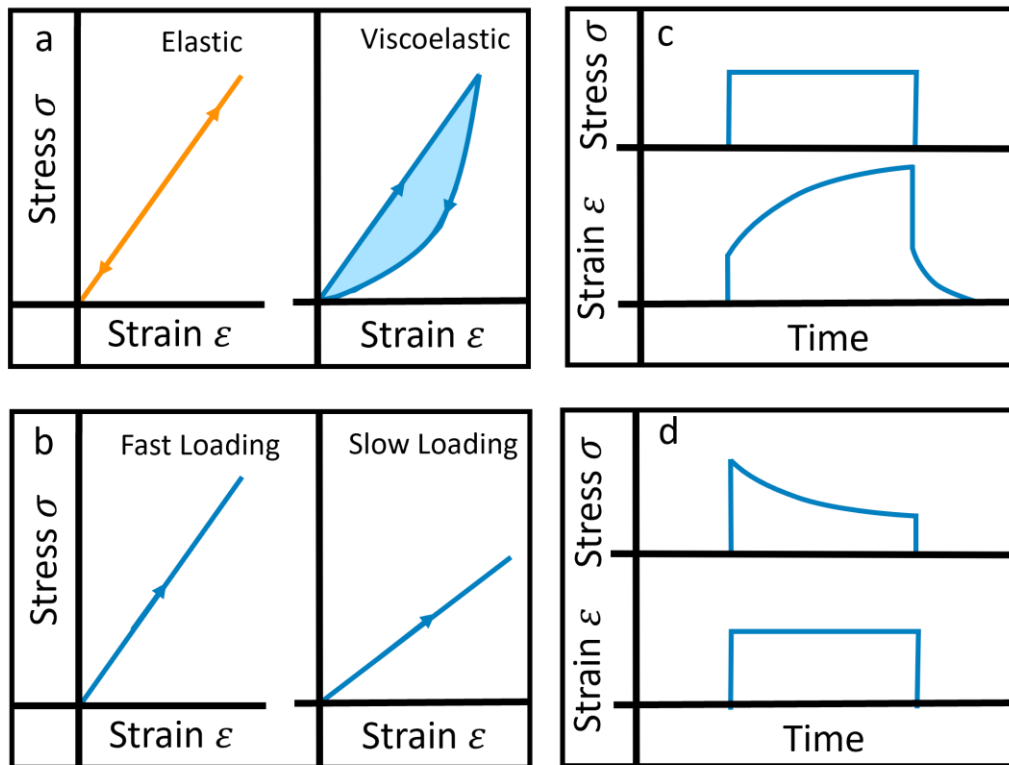 a
Elastic
Viscoelastic
Stress σ
Strain ε
Strain ε
b
Fast Loading
Slow Loading
Stress σ
Strain ε
Strain ε
c
Stress σ
Strain ε
Time
d
Stress σ
Strain ε
Time